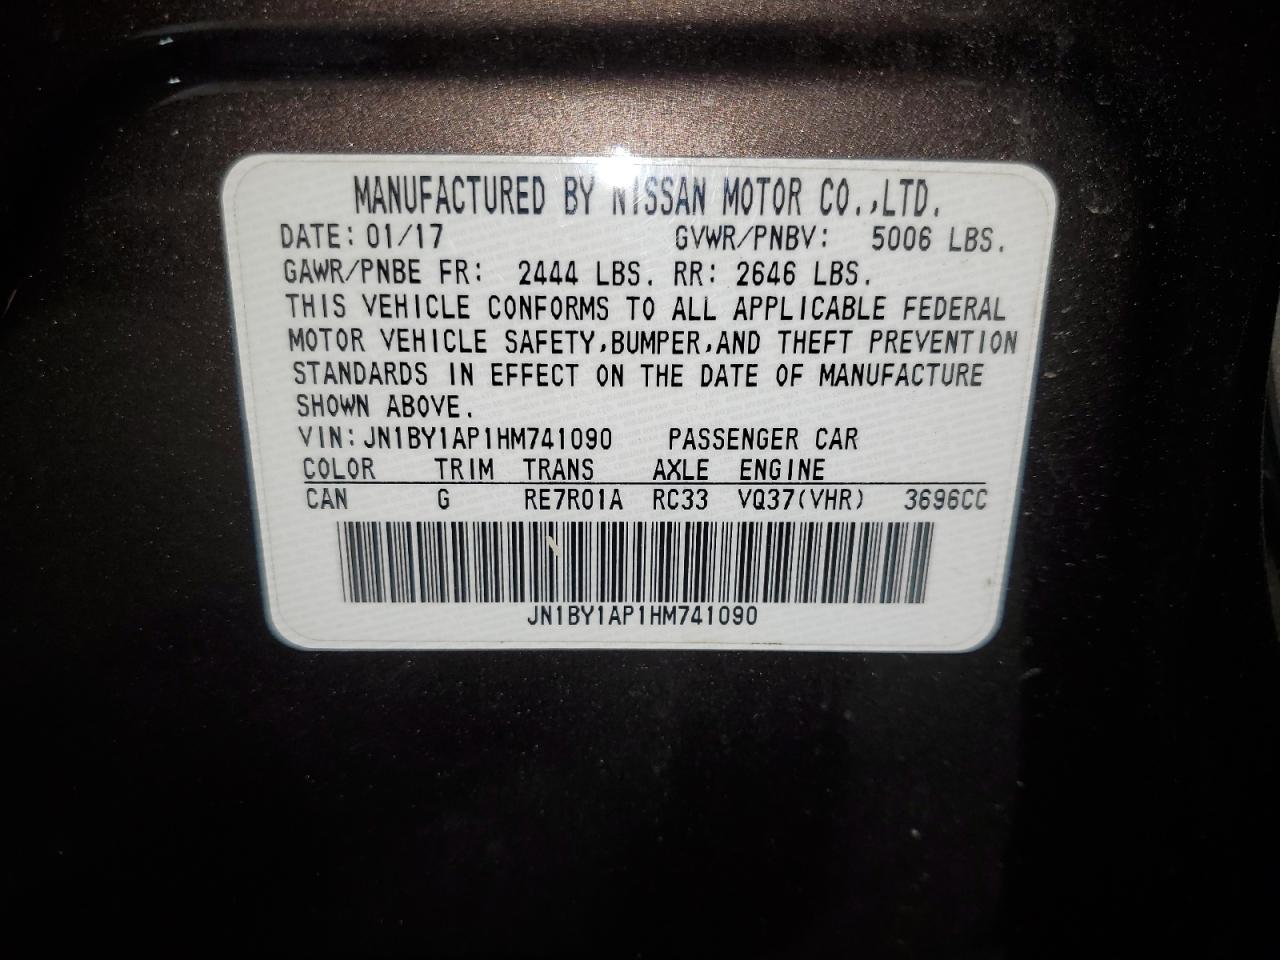 MANUFACTURED BY NISSAN MOTOR CO.,LTD.
DATE: 01/17 GVWR/PNBV: 5006 LBS.
GAWR/PNBE FR: 2444 LBS. RR: 2646 LBS.
THIS VEHICLE CONFORMS TO ALL APPLICABLE FEDERAL
MOTOR VEHICLE SAFETY,BUMPER,AND THEFT PREVENTION
STANDARDS IN EFFECT ON THE DATE OF MANUFACTURE
SHOWN ABOVE.
VIN: JN1BY1AP1HM741090 PASSENGER CAR
COLOR TRIM TRANS AXLE ENGINE
CAN G RE7R01A RC33 VQ37(VHR) 3696CC
JN1BY1AP1HM741090